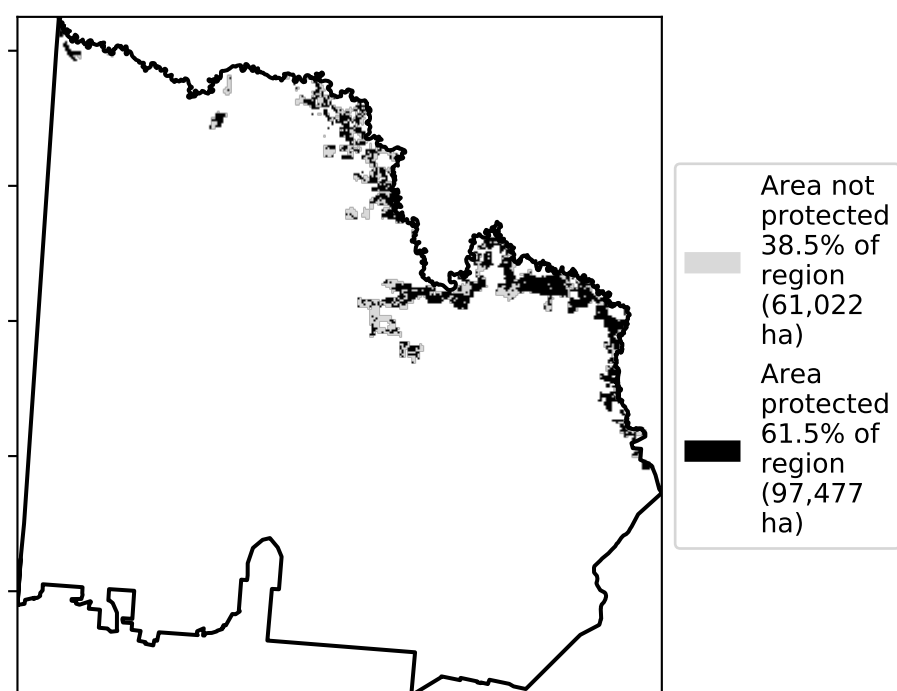 Area not
protected
38.5% of
region
(61,022
ha)
Area
protected
61.5% of
region
(97,477
ha)